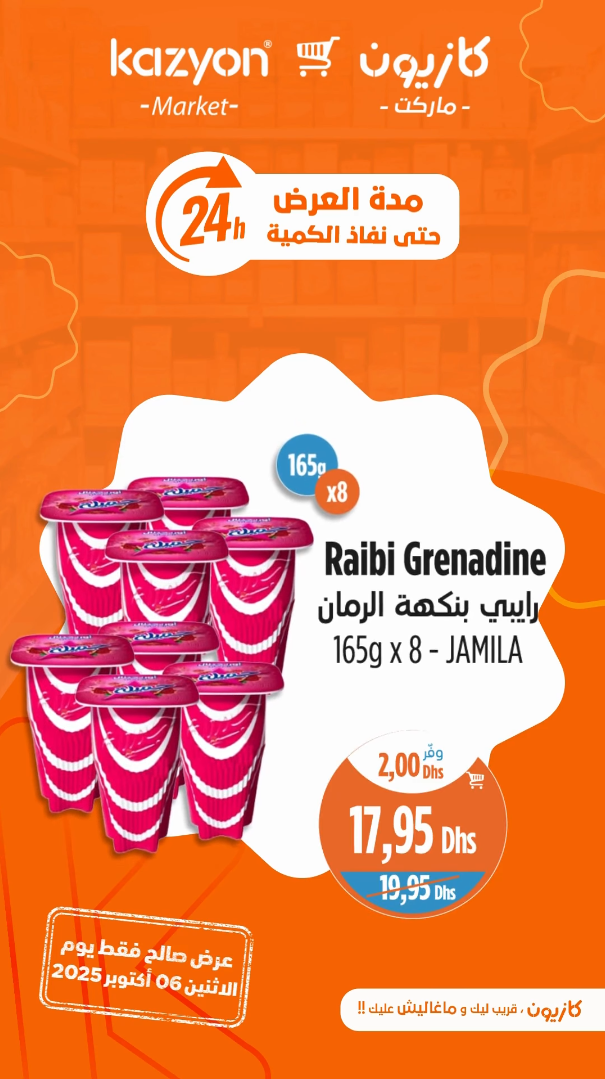 kazyon® كازيون
-Market- - ماركت -
24h
مدة العرض
حتى نفاذ الكمية
165g
x8
Raibi Grenadine
رايبي بنكهة الرمان
165g x 8 - JAMILA
وفّر
2,00 Dhs
17,95 Dhs
19,95 Dhs
عرض صالح فقط يوم
الاثنين 06 أكتوبر 2025
كازيون ، قريب ليك و ماغاليش عليك !!